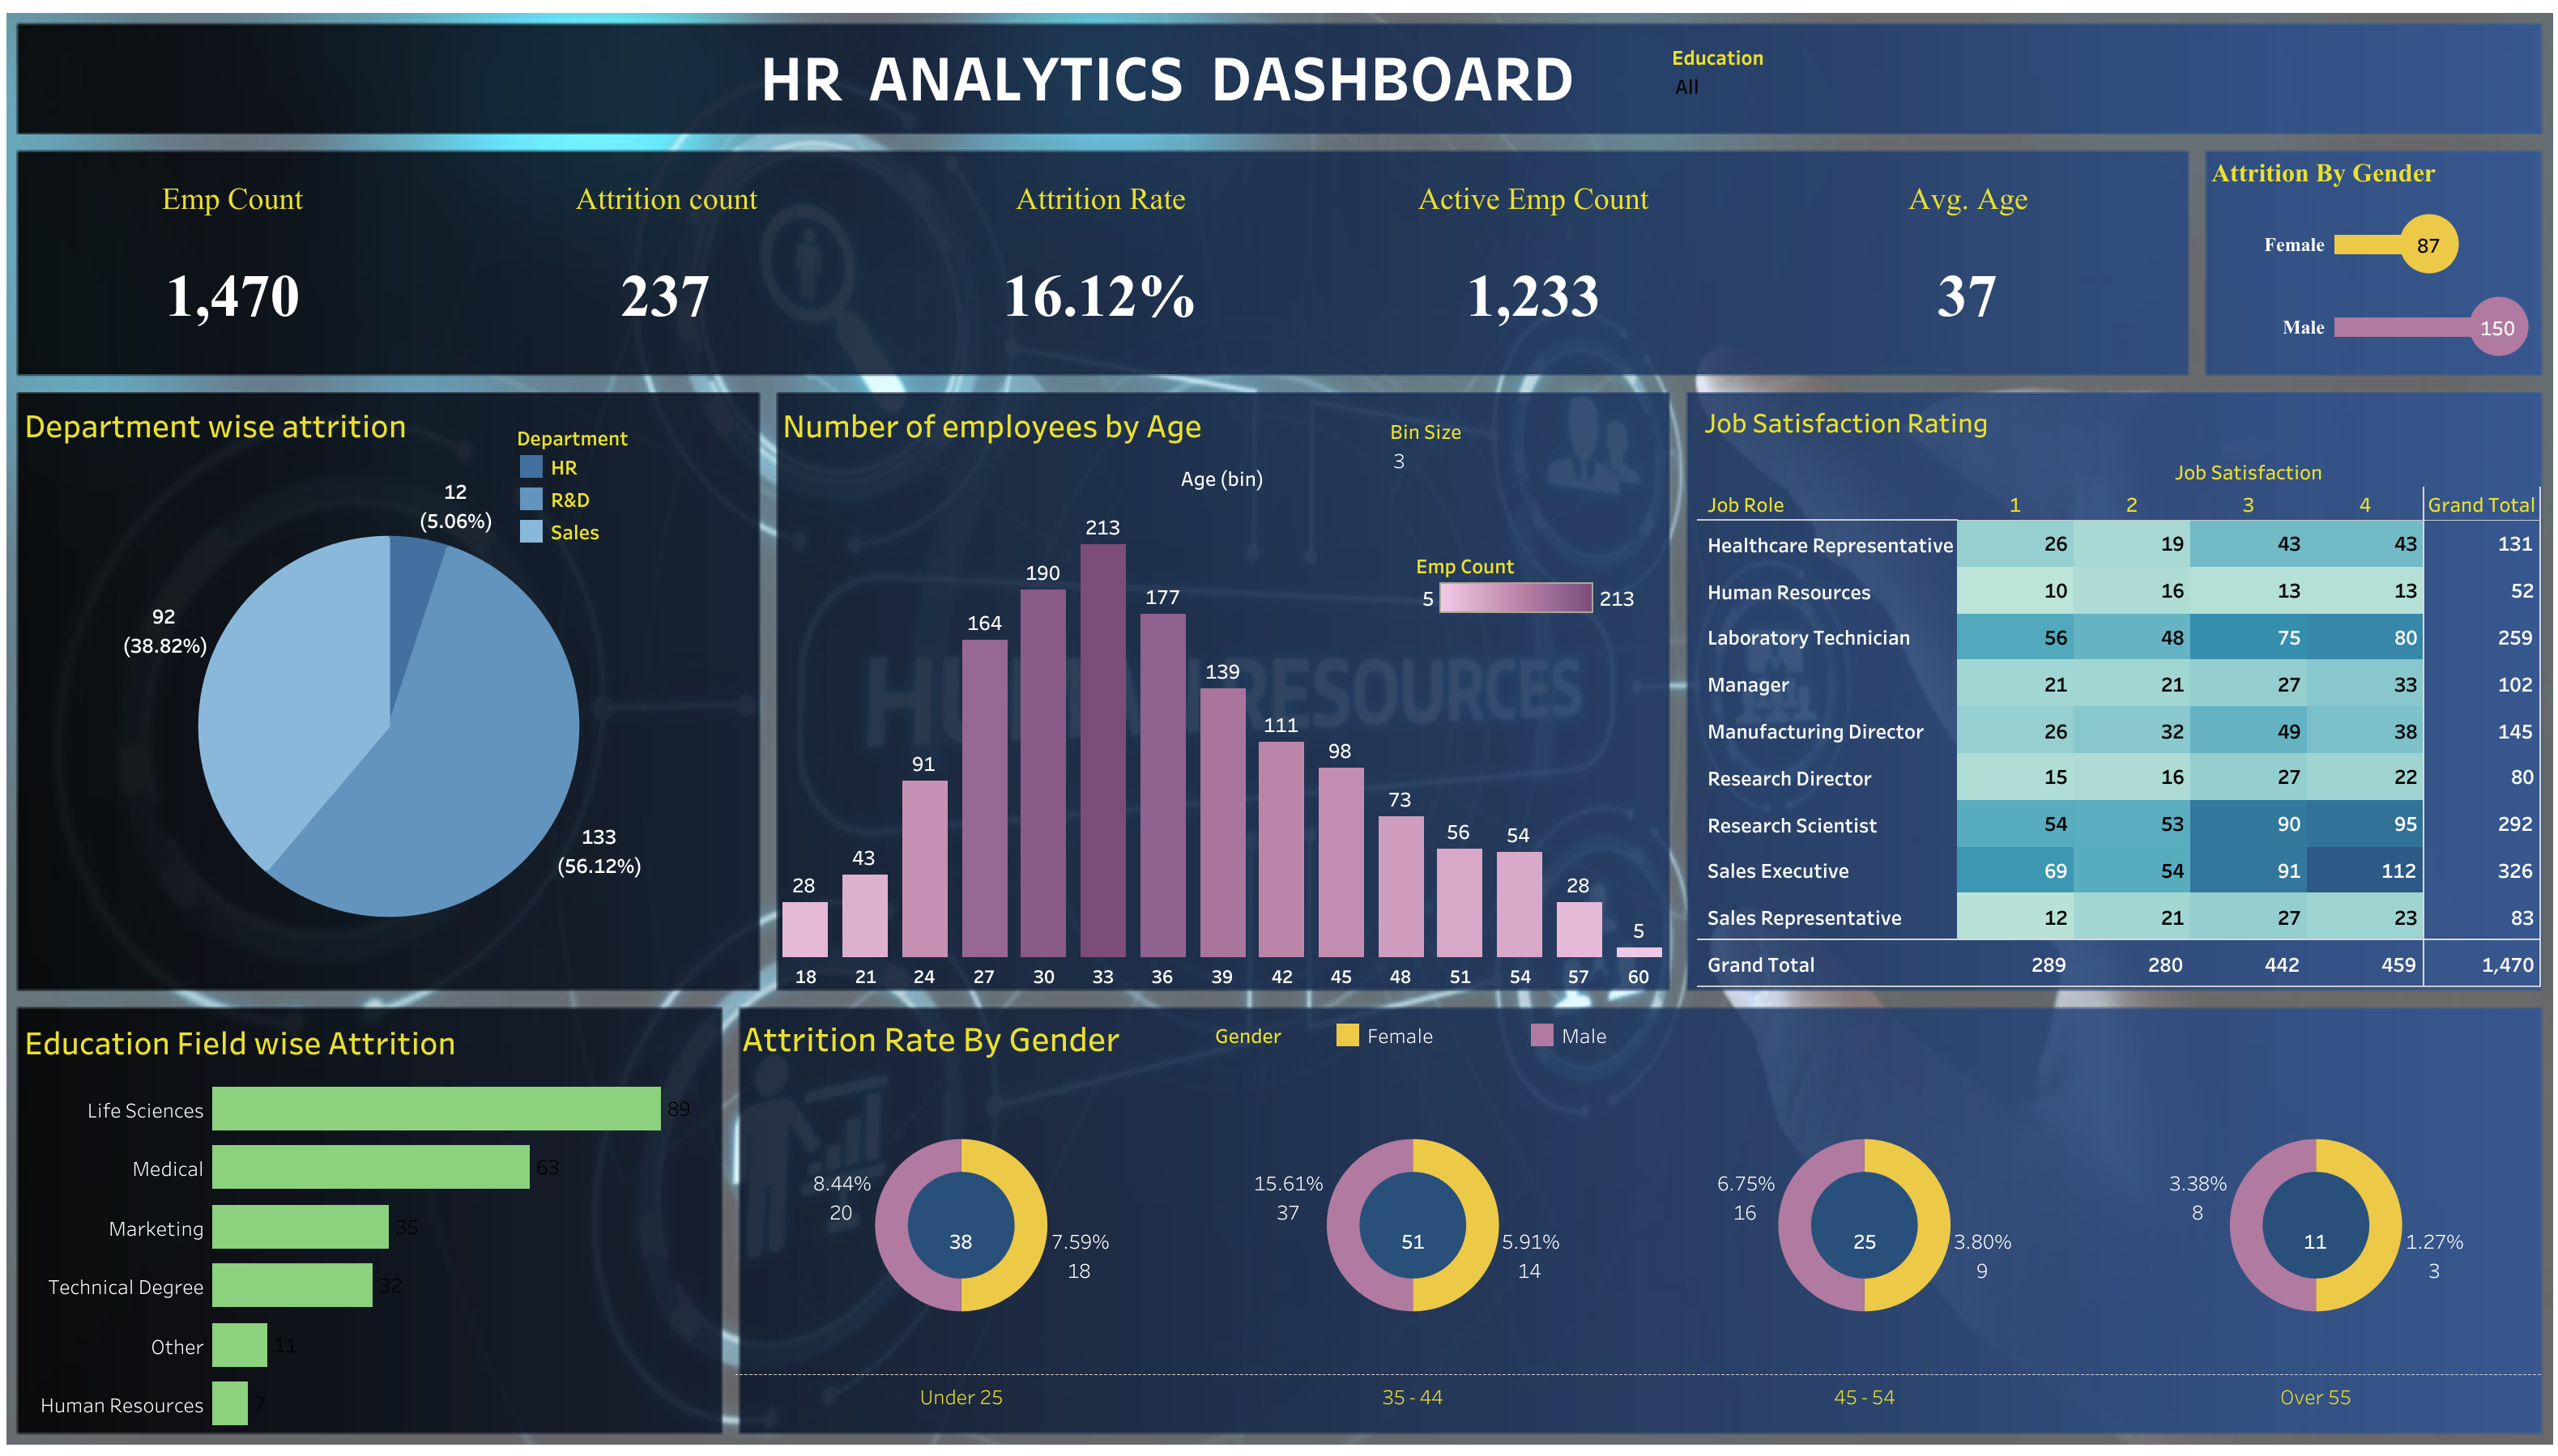 HR ANALYTICS DASHBOARD
Education
All
Emp Count
1,470
Attrition count
237
Attrition Rate
16.12%
Active Emp Count
1,233
Avg. Age
37
Attrition By Gender
Female 87
Male 150
Department wise attrition
Department
HR
R&D
Sales
12
(5.06%)
92
(38.82%)
133
(56.12%)
Number of employees by Age
Bin Size
3
Age (bin)
Emp Count
5 213
28 43 91 164 190 213 177 139 111 98 73 56 54 28 5
18 21 24 27 30 33 36 39 42 45 48 51 54 57 60
HUMAN RESOURCES
Job Satisfaction Rating
Job Satisfaction
Job Role 1 2 3 4 Grand Total
Healthcare Representative 26 19 43 43 131
Human Resources 10 16 13 13 52
Laboratory Technician 56 48 75 80 259
Manager 21 21 27 33 102
Manufacturing Director 26 32 49 38 145
Research Director 15 16 27 22 80
Research Scientist 54 53 90 95 292
Sales Executive 69 54 91 112 326
Sales Representative 12 21 27 23 83
Grand Total 289 280 442 459 1,470
Education Field wise Attrition
Life Sciences 89
Medical 63
Marketing 35
Technical Degree 32
Other 11
Human Resources 7
Attrition Rate By Gender
Gender Female Male
8.44%
20
38
7.59%
18
15.61%
37
51
5.91%
14
6.75%
16
25
3.80%
9
3.38%
8
11
1.27%
3
Under 25 35 - 44 45 - 54 Over 55